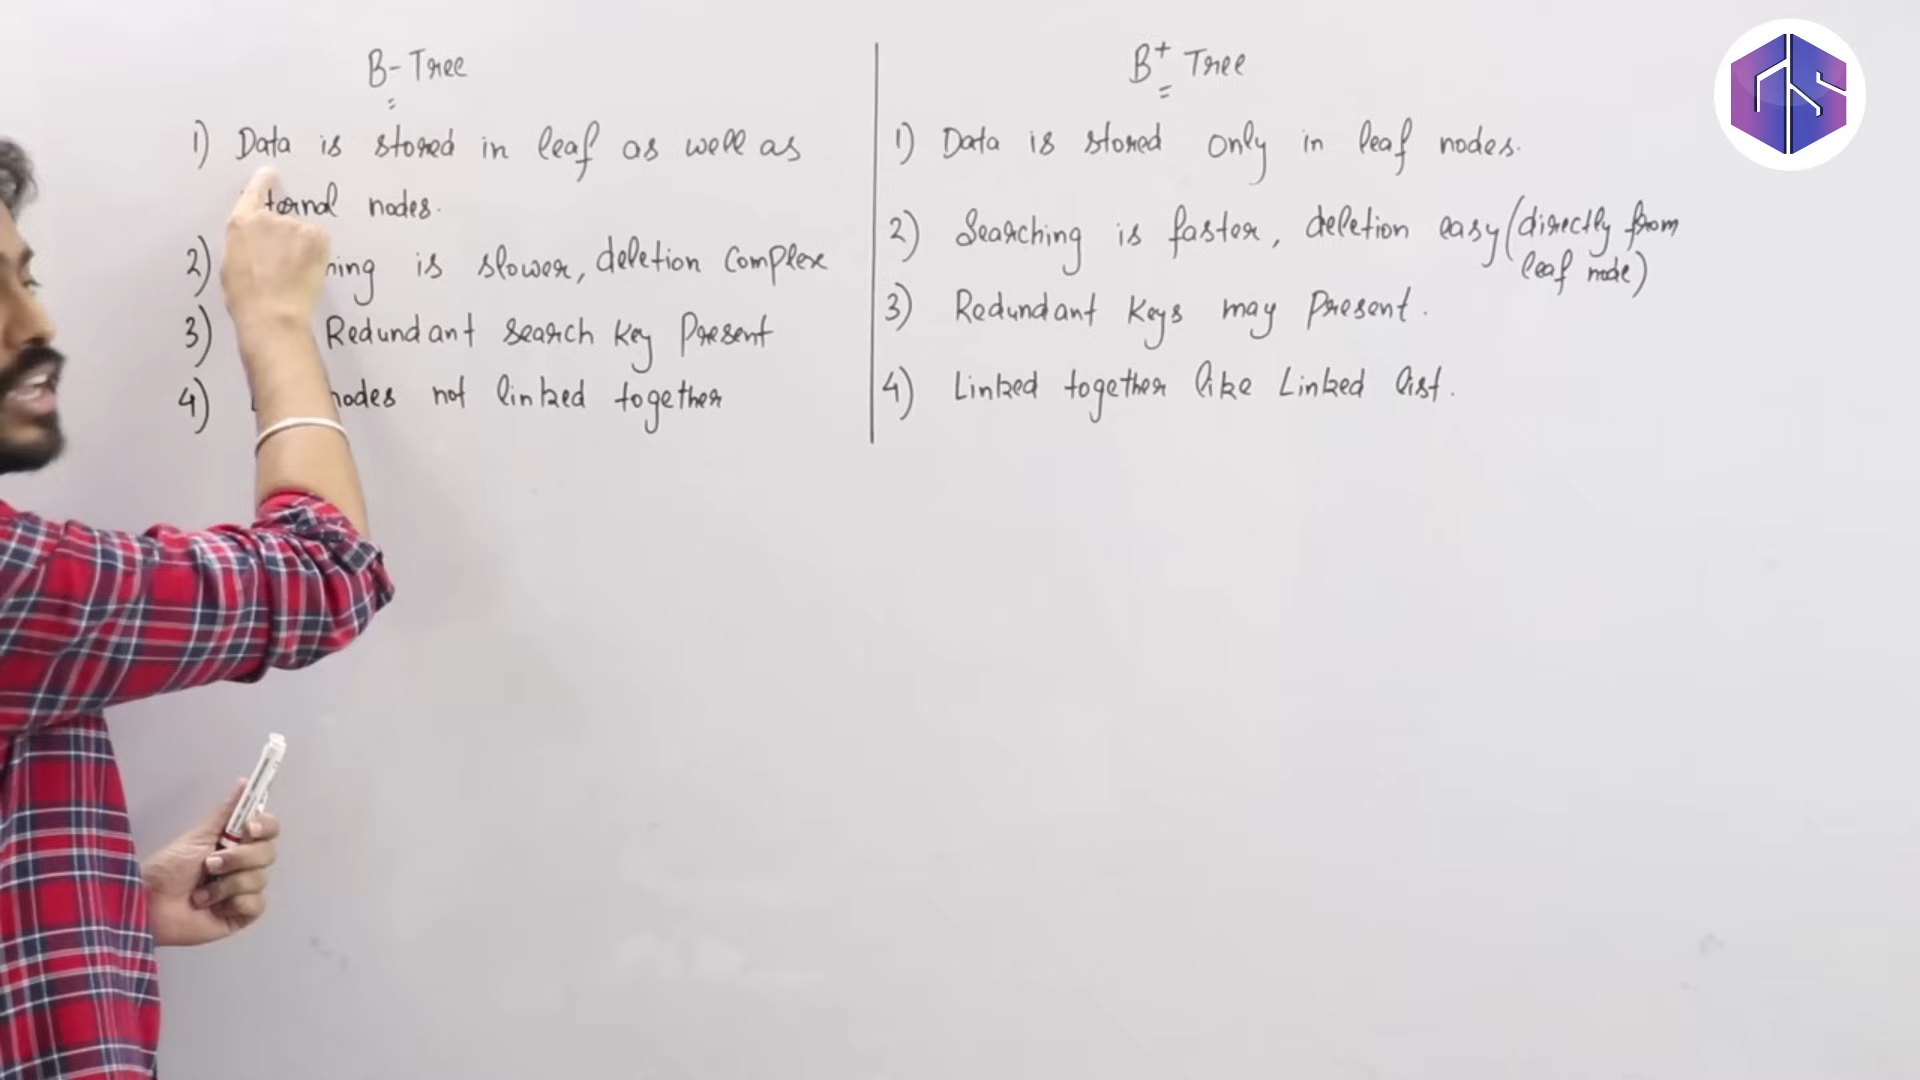 B- Tree
1) Data is stored in leaf as well as
nodes.
2) is slower, deletion Complex
3) Redundant search key Present
4) nodes not linked together
B+ Tree
1) Data is stored only in leaf nodes.
2) Searching is faster, deletion easy (directly from
leaf node)
3) Redundant keys may Present.
4) Linked together like Linked list.